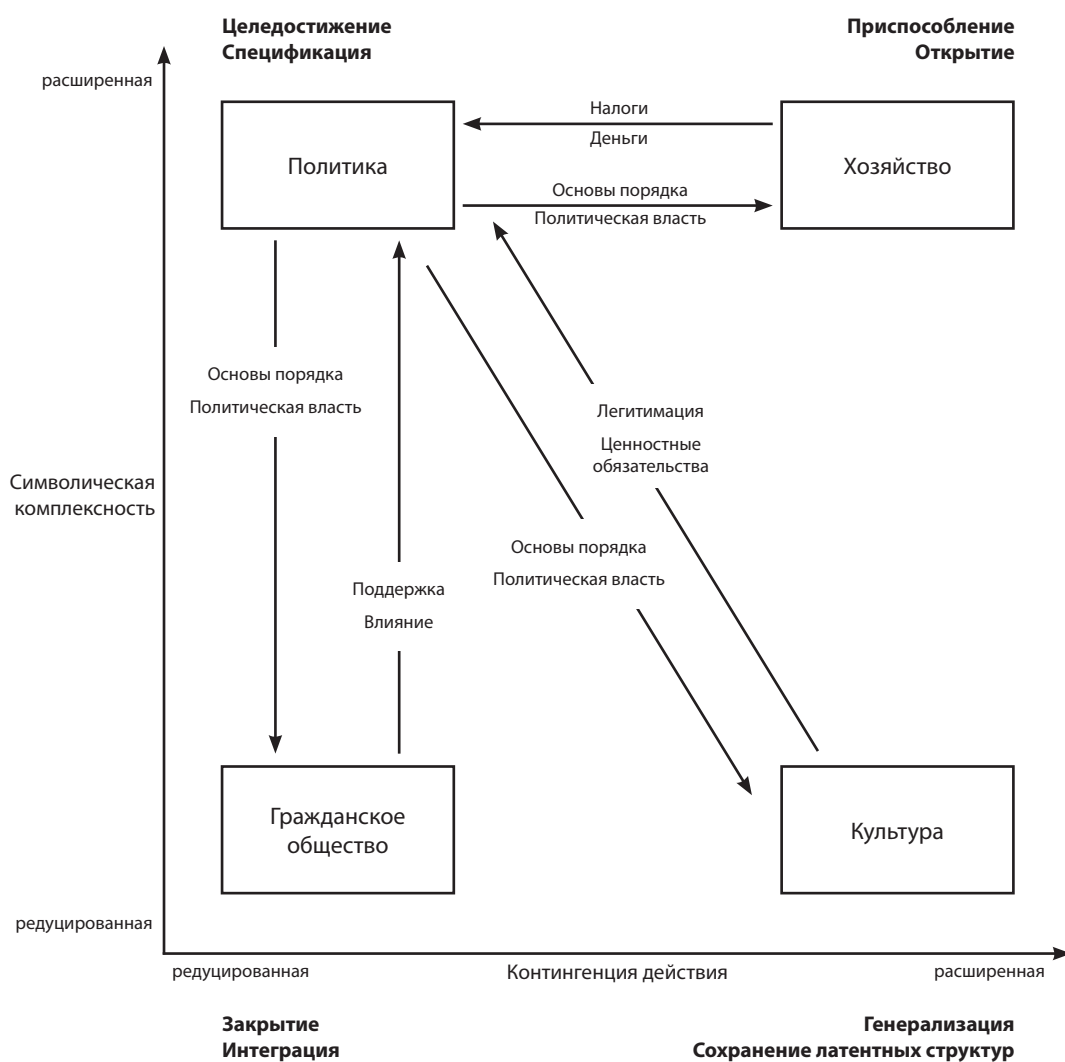 Целедостижение
Спецификация
Приспособление
Открытие
расширенная
Политика
Налоги
Деньги
Хозяйство
Основы порядка
Политическая власть
Основы порядка
Политическая власть
Легитимация
Ценностные
обязательства
Символическая
комплексность
Основы порядка
Политическая власть
Поддержка
Влияние
Гражданское
общество
Культура
редуцированная
редуцированная
Контингенция действия
расширенная
Закрытие
Интеграция
Генерализация
Сохранение латентных структур